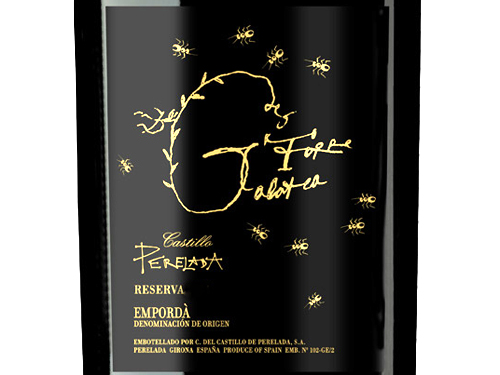 Torre
Galatea
Castillo
PERELADA
RESERVA
EMPORDÀ
DENOMINACIÓN DE ORIGEN
EMBOTELLADO POR C. DEL CASTILLO DE PERELADA, S.A.
PERELADA GIRONA ESPAÑA PRODUCE OF SPAIN EMB. Nº 102-GE/2